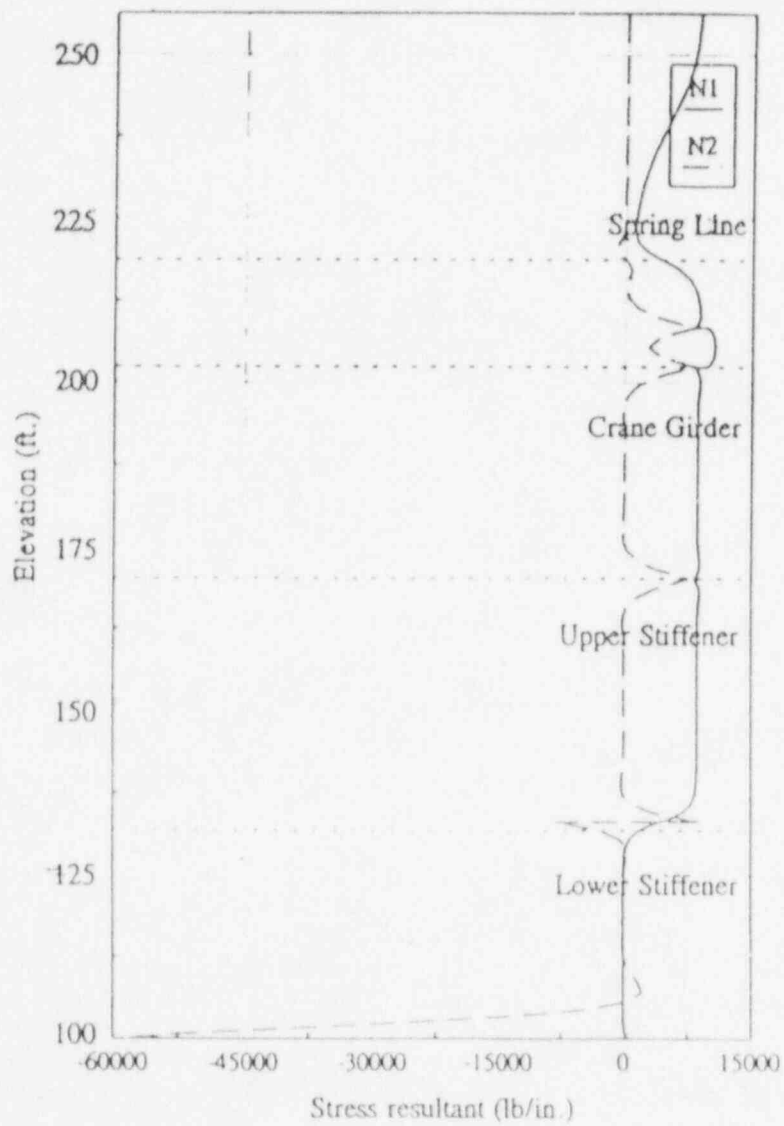 250
N1
N2
225
Spring Line
200
Crane Girder
175
Upper Stiffener
150
125
Lower Stiffener
100
-60000 -45000 -30000 -15000 0 15000
Elevation (ft.)
Stress resultant (lb/in.)